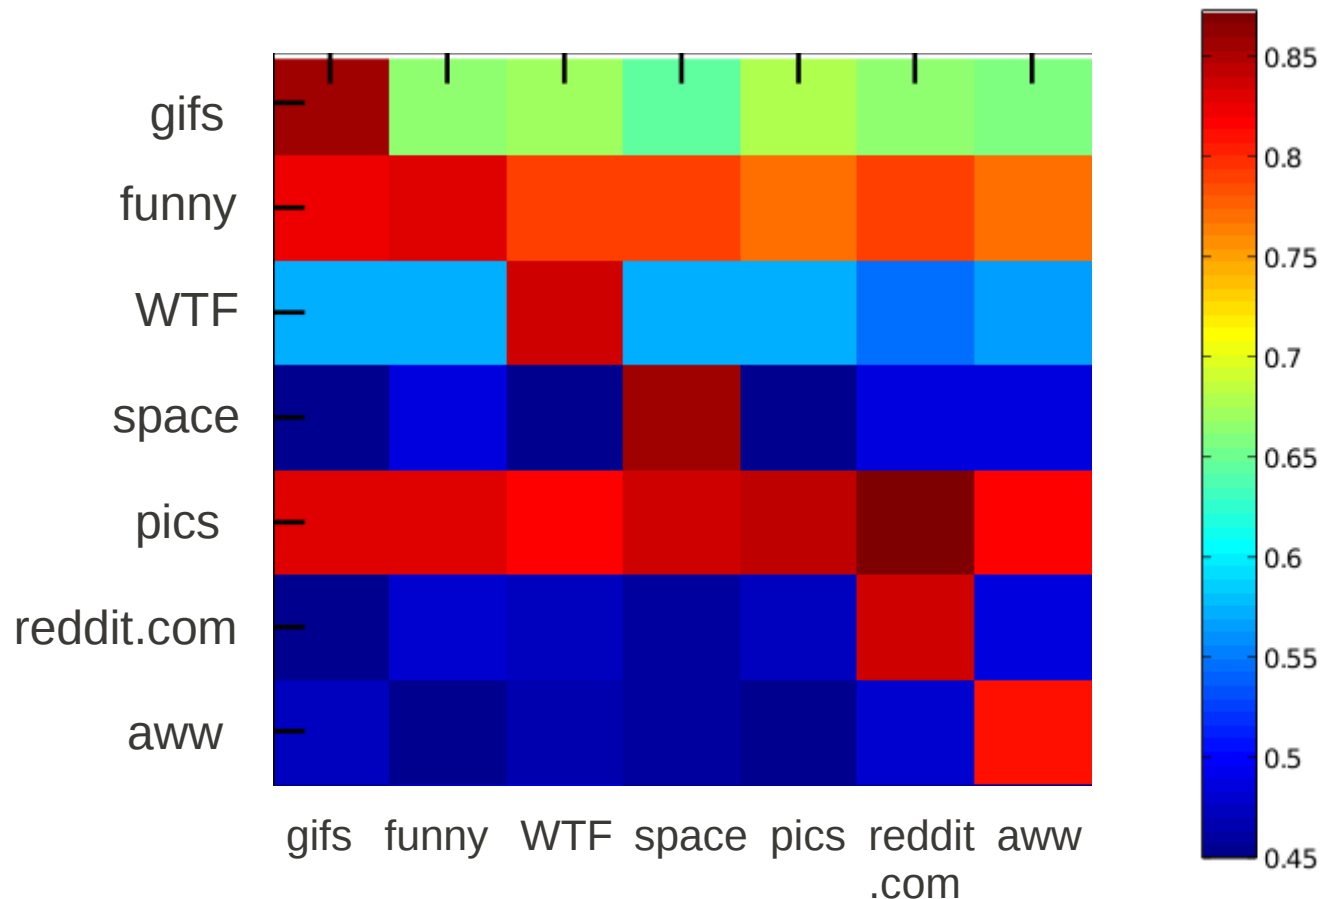 gifs
funny
WTF
space
pics
reddit.com
aww
gifs funny WTF space pics reddit aww
.com
0.85
0.8
0.75
0.7
0.65
0.6
0.55
0.5
0.45